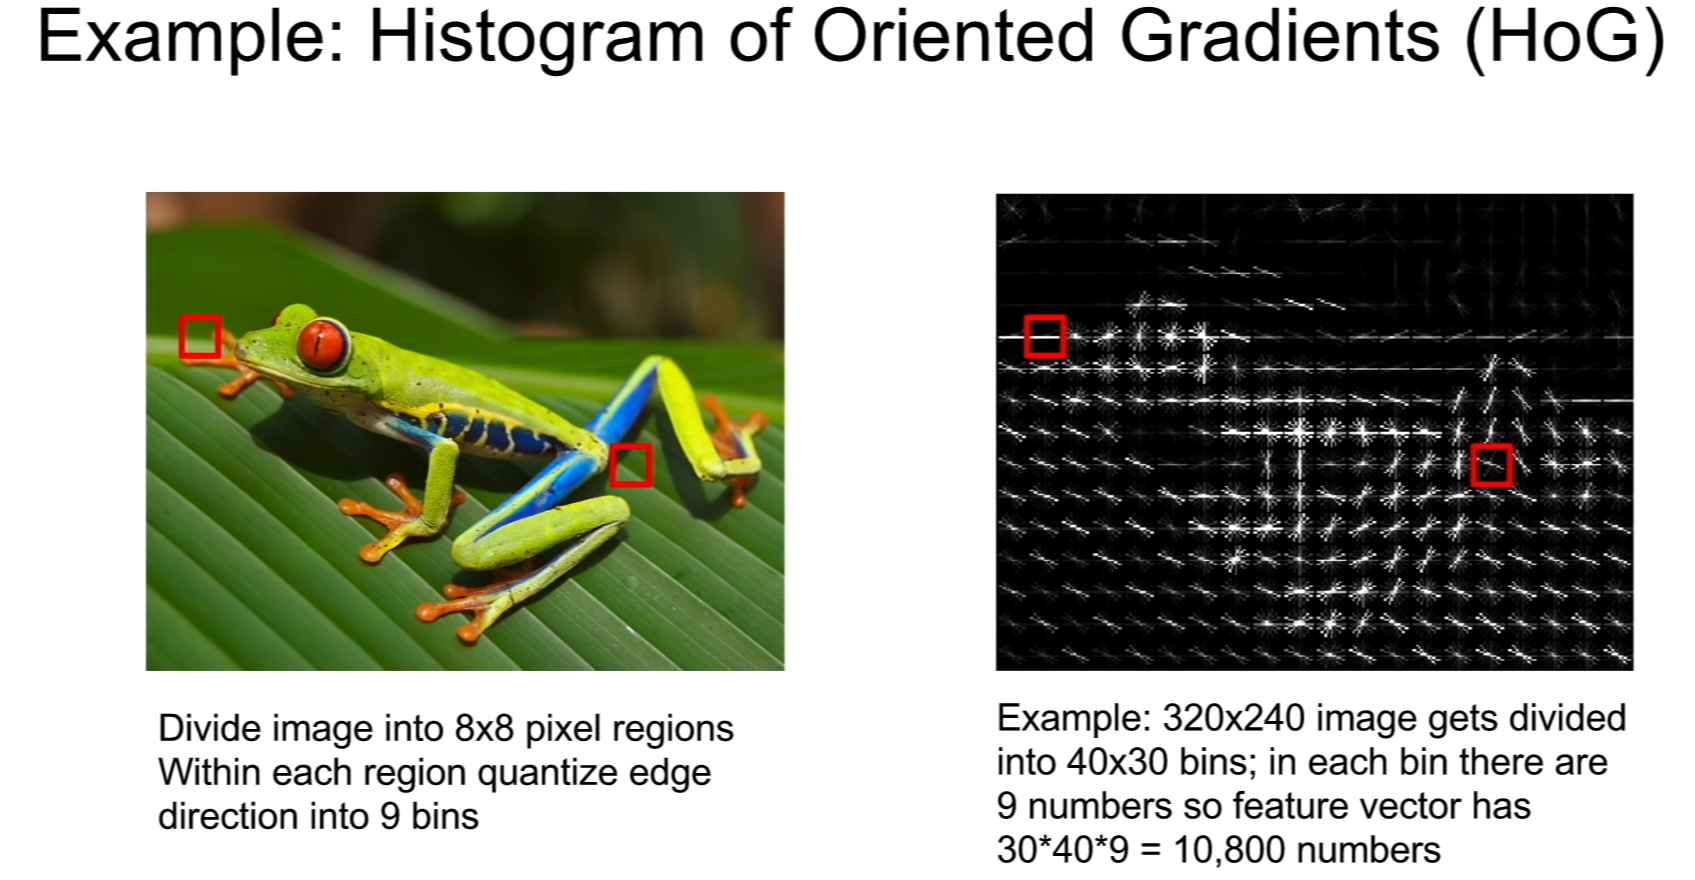 Example: Histogram of Oriented Gradients (HoG)
Divide image into 8x8 pixel regions
Within each region quantize edge
direction into 9 bins
Example: 320x240 image gets divided
into 40x30 bins; in each bin there are
9 numbers so feature vector has
30*40*9 = 10,800 numbers